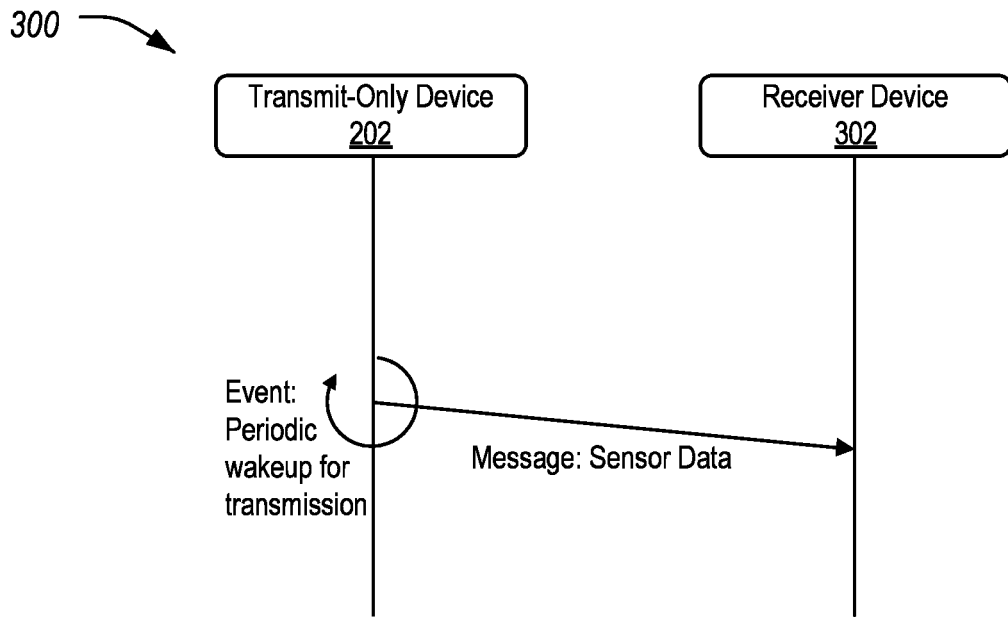 300
Transmit-Only Device
202
Receiver Device
302
Event:
Periodic
wakeup for
transmission
Message: Sensor Data